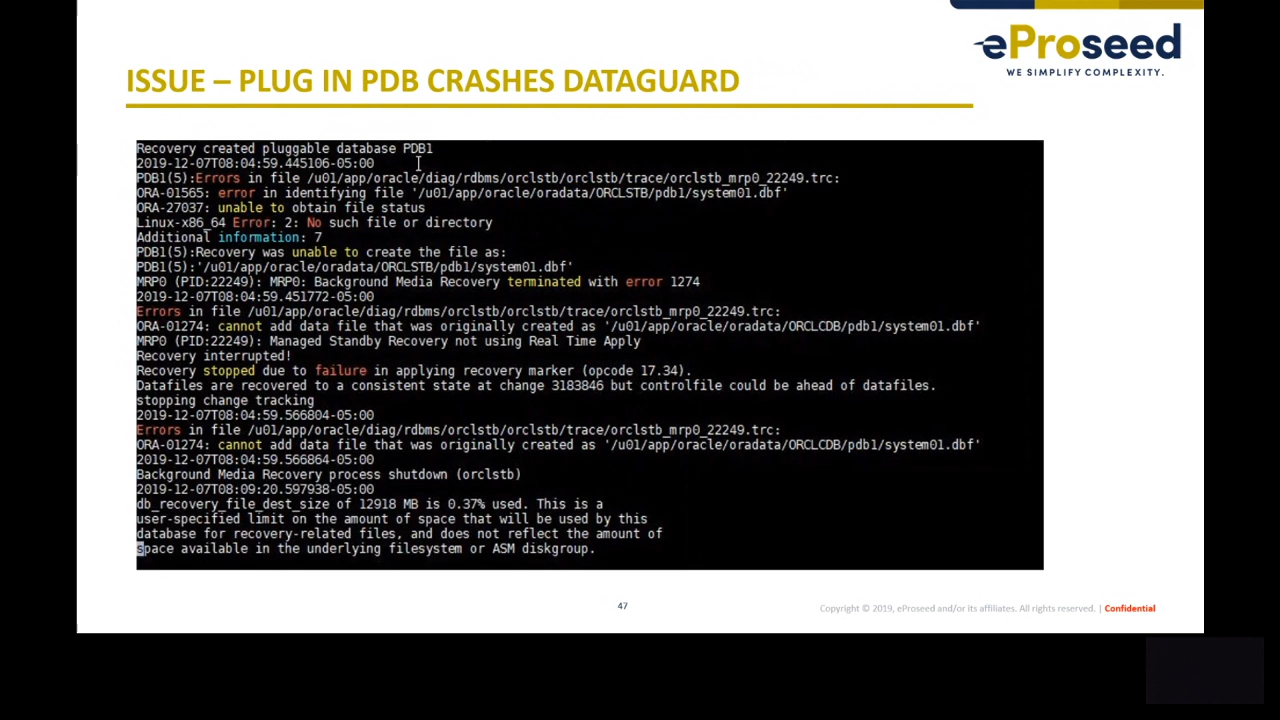 eProseed
WE SIMPLIFY COMPLEXITY.
ISSUE – PLUG IN PDB CRASHES DATAGUARD
Recovery created pluggable database PDB1
2019-12-07T08:04:59.445106-05:00
PDB1(5):Errors in file /u01/app/oracle/diag/rdbms/orclstb/orclstb/trace/orclstb_mrp0_22249.trc:
ORA-01565: error in identifying file '/u01/app/oracle/oradata/ORCLSTB/pdb1/system01.dbf'
ORA-27037: unable to obtain file status
Linux-x86_64 Error: 2: No such file or directory
Additional information: 7
PDB1(5):Recovery was unable to create the file as:
PDB1(5):'/u01/app/oracle/oradata/ORCLSTB/pdb1/system01.dbf'
MRP0 (PID:22249): MRP0: Background Media Recovery terminated with error 1274
2019-12-07T08:04:59.451772-05:00
Errors in file /u01/app/oracle/diag/rdbms/orclstb/orclstb/trace/orclstb_mrp0_22249.trc:
ORA-01274: cannot add data file that was originally created as '/u01/app/oracle/oradata/ORCLCDB/pdb1/system01.dbf'
MRP0 (PID:22249): Managed Standby Recovery not using Real Time Apply
Recovery interrupted!
Recovery stopped due to failure in applying recovery marker (opcode 17.34).
Datafiles are recovered to a consistent state at change 3183846 but controlfile could be ahead of datafiles.
stopping change tracking
2019-12-07T08:04:59.566804-05:00
Errors in file /u01/app/oracle/diag/rdbms/orclstb/orclstb/trace/orclstb_mrp0_22249.trc:
ORA-01274: cannot add data file that was originally created as '/u01/app/oracle/oradata/ORCLCDB/pdb1/system01.dbf'
2019-12-07T08:04:59.566864-05:00
Background Media Recovery process shutdown (orclstb)
2019-12-07T08:09:20.597938-05:00
db_recovery_file_dest_size of 12918 MB is 0.37% used. This is a
user-specified limit on the amount of space that will be used by this
database for recovery-related files, and does not reflect the amount of
space available in the underlying filesystem or ASM diskgroup.
47
Copyright © 2019, eProseed and/or its affiliates. All rights reserved. | Confidential